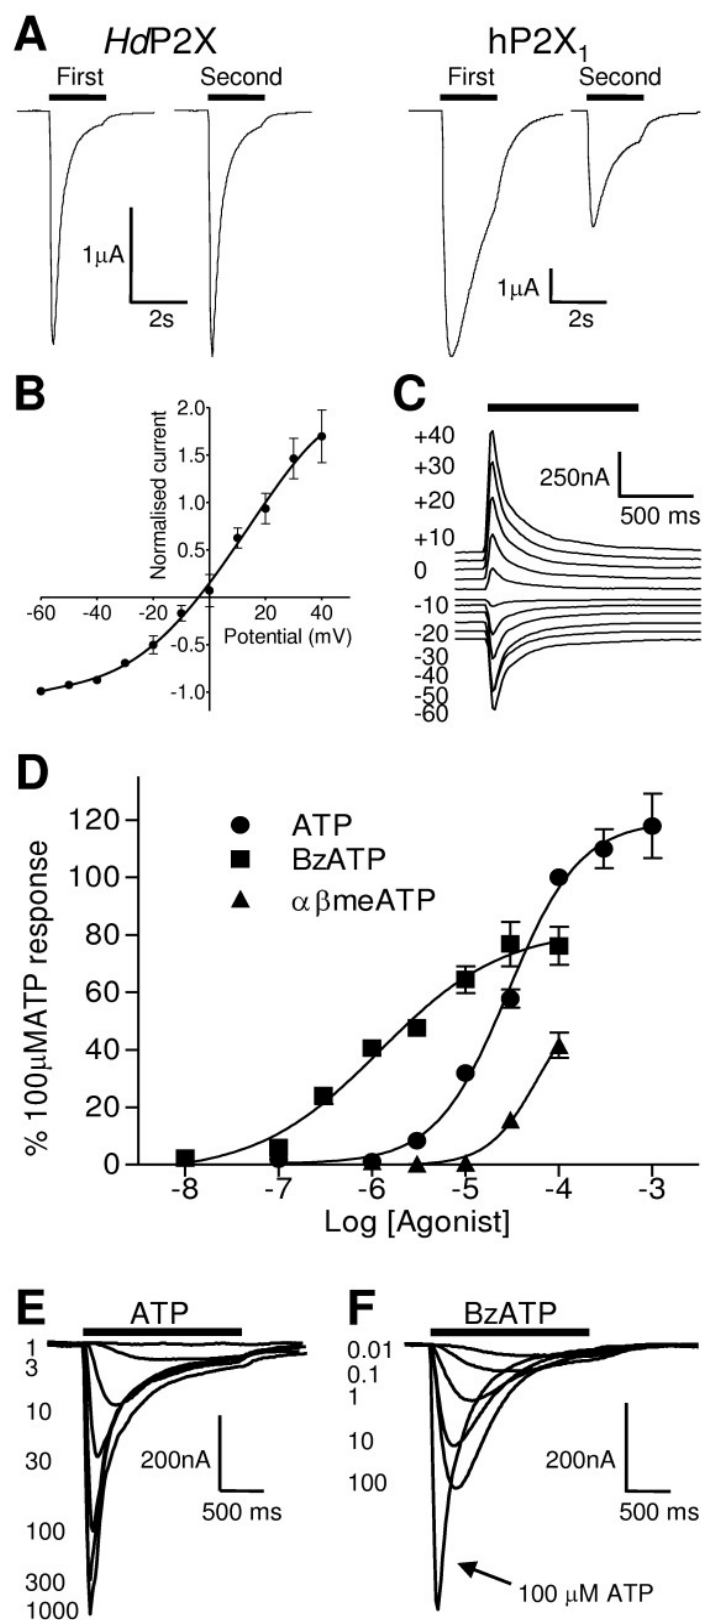 A
HdP2X hP2X1
First Second First Second
1μA
2s
1μA
2s
B
Normalised current
2.0
1.5
1.0
0.5
-60 -40 -20 0 20 40
Potential (mV)
-0.5
-1.0
C
+40
+30
+20
+10
0
-10
-20
-30
-40
-50
-60
250nA
500 ms
D
% 100μMATP response
120
100
80
60
40
20
0
ATP
BzATP
αβmeATP
-8 -7 -6 -5 -4 -3
Log [Agonist]
E
ATP
1
3
10
30
100
300
1000
200nA
500 ms
F
BzATP
0.01
0.1
1
10
100
200nA
500 ms
100 μM ATP